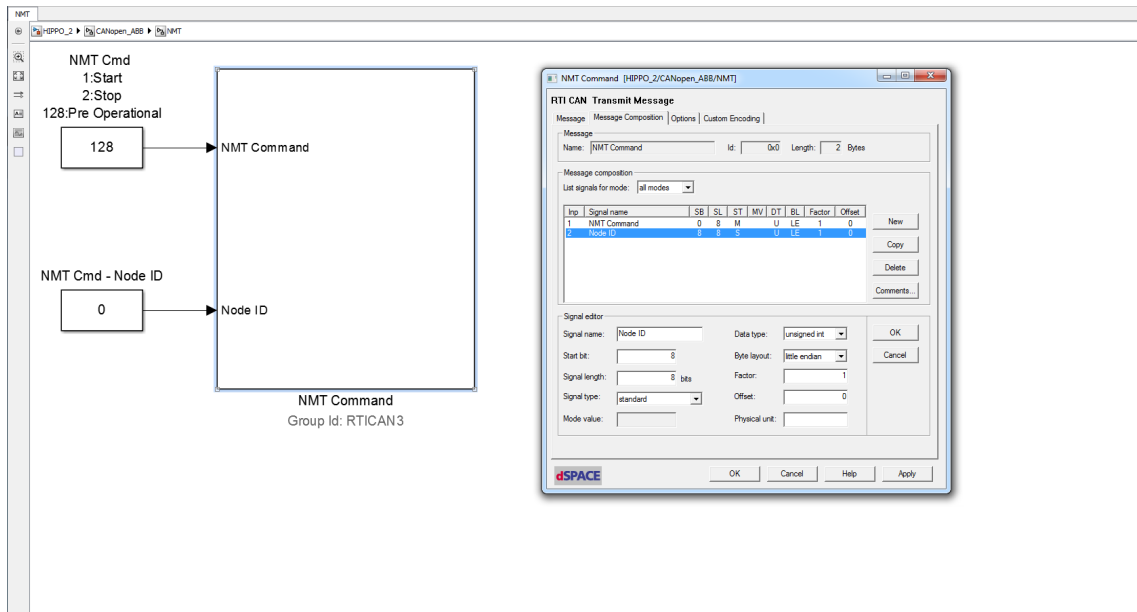 NMT
HIPPO_2 CANopen_ABB NMT
NMT Cmd
1:Start
2:Stop
128:Pre Operational
128
NMT Command
NMT Cmd - Node ID
0
Node ID
NMT Command
Group Id: RTICAN3
NMT Command [HIPPO_2/CANopen_ABB/NMT]
RTI CAN Transmit Message
Message Message Composition Options Custom Encoding
Message
Name: NMT Command Id: 0x0 Length: 2 Bytes
Message composition
List signals for mode: all modes
Inp Signal name SB SL ST MV DT BL Factor Offset
1 NMT Command 0 8 M U LE 1 0
2 Node ID 8 8 S U LE 1 0
New
Copy
Delete
Comments...
Signal editor
Signal name: Node ID Data type: unsigned int OK
Start bit: 8 Byte layout: little endian Cancel
Signal length: 8 bits Factor: 1
Signal type: standard Offset: 0
Mode value: Physical unit:
dSPACE OK Cancel Help Apply